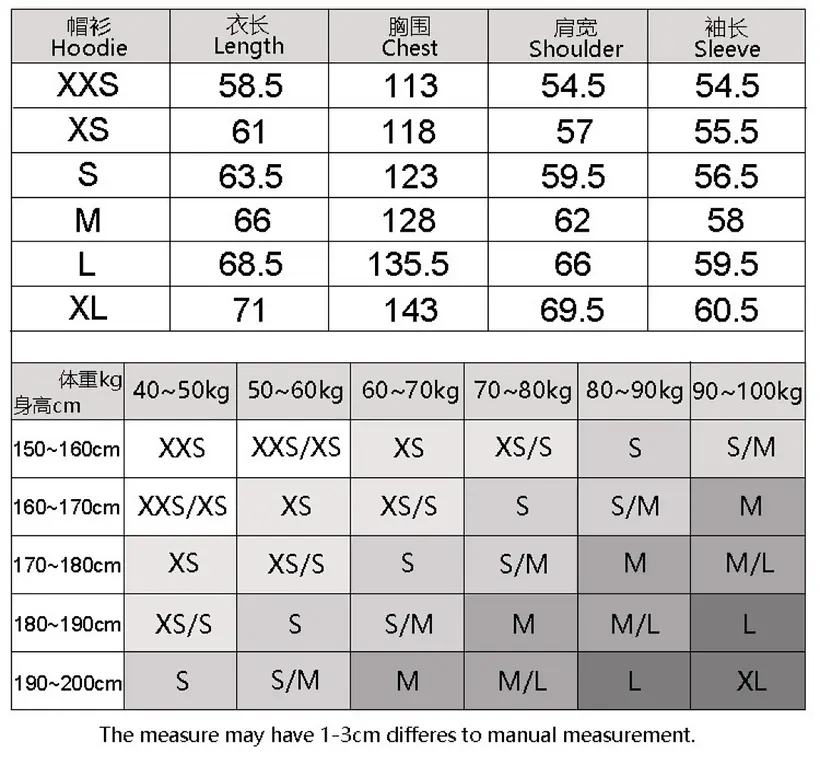 帽衫 衣长 胸围 肩宽 袖长
Hoodie Length Chest Shoulder Sleeve
XXS 58.5 113 54.5 54.5
XS 61 118 57 55.5
S 63.5 123 59.5 56.5
M 66 128 62 58
L 68.5 135.5 66 59.5
XL 71 143 69.5 60.5
体重kg
身高cm 40~50kg 50~60kg 60~70kg 70~80kg 80~90kg 90~100kg
150~160cm XXS XXS/XS XS XS/S S S/M
160~170cm XXS/XS XS XS/S S S/M M
170~180cm XS XS/S S S/M M M/L
180~190cm XS/S S S/M M M/L L
190~200cm S S/M M M/L L XL
The measure may have 1-3cm differes to manual measurement.